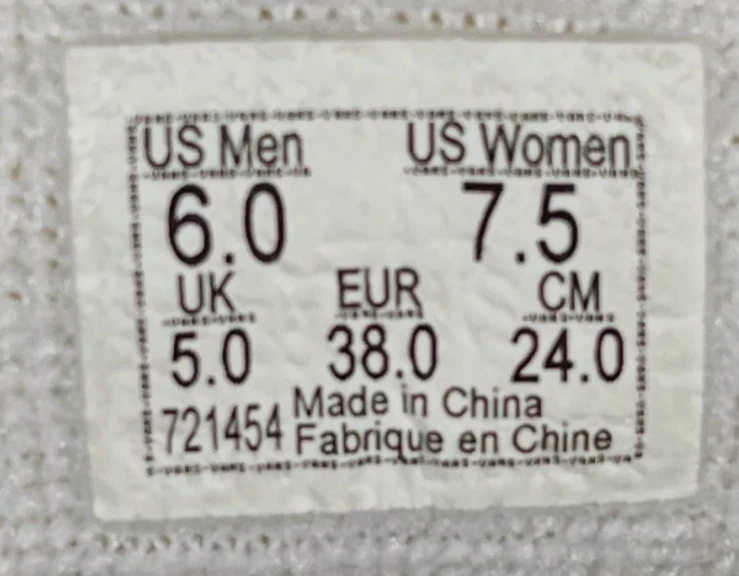 US Men US Women
6.0 7.5
UK EUR CM
5.0 38.0 24.0
721454 Made in China
Fabrique en Chine